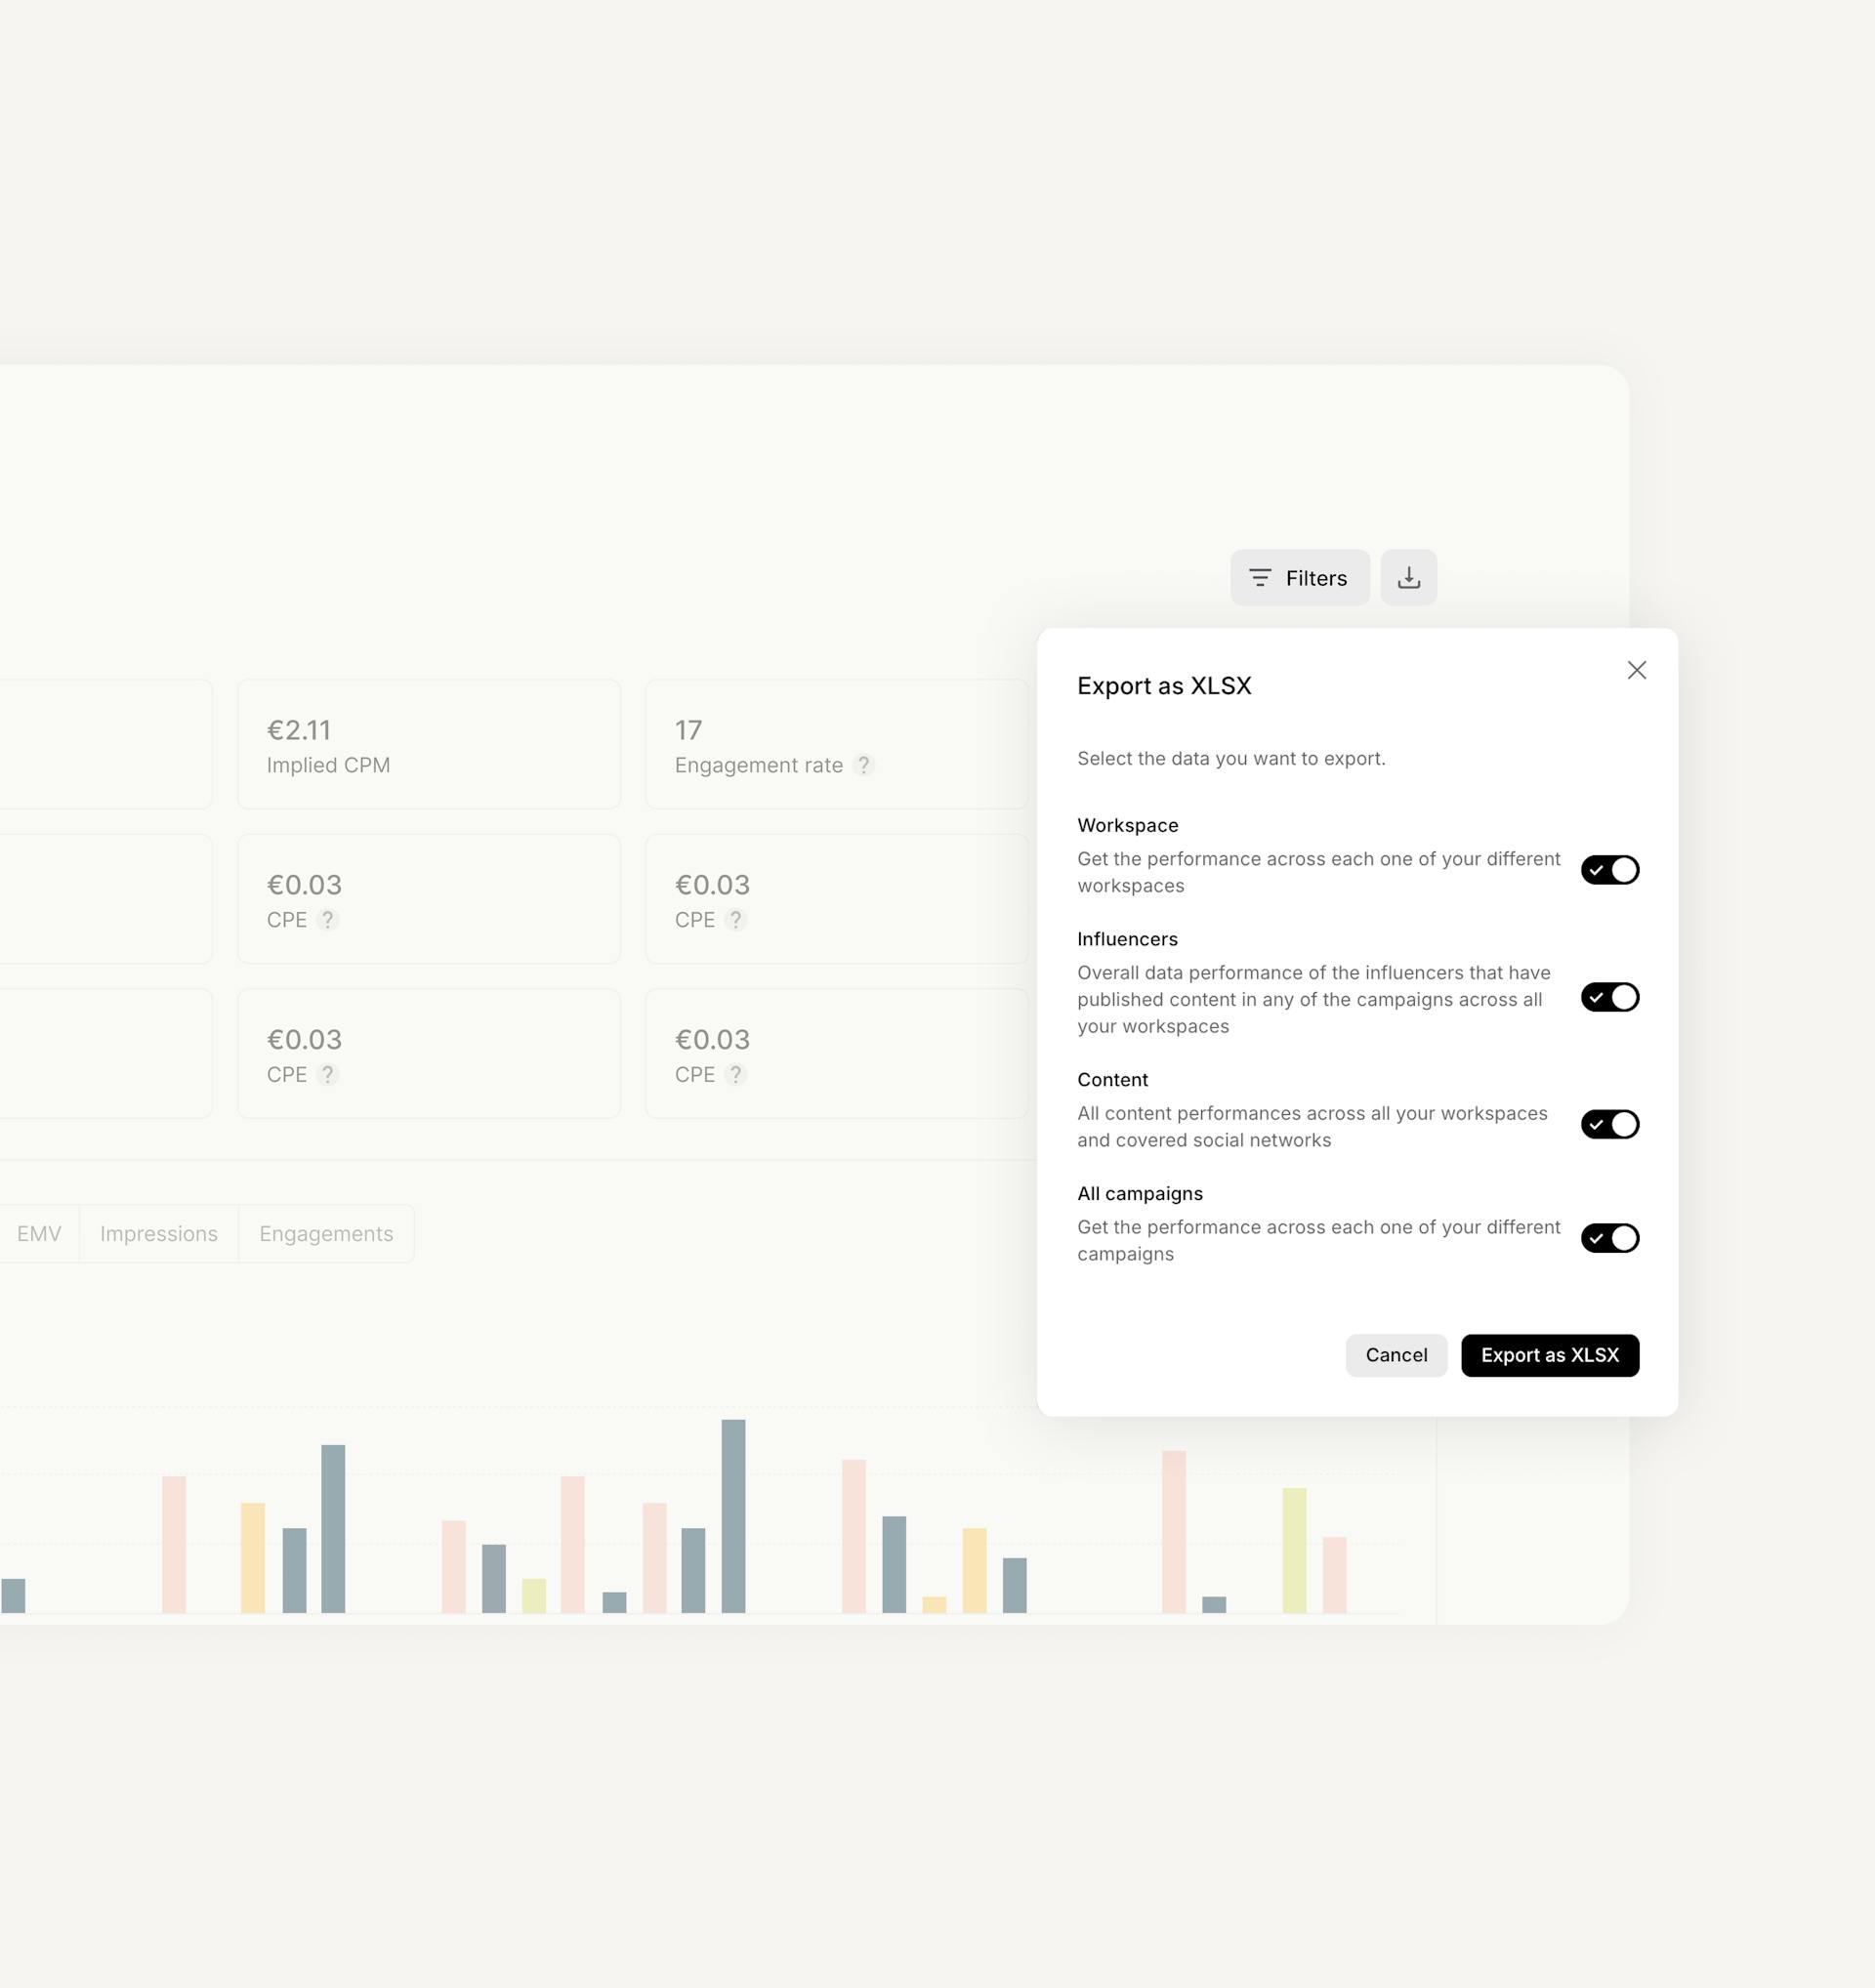 Filters
€2.11
Implied CPM
17
Engagement rate ?
€0.03
CPE ?
€0.03
CPE ?
€0.03
CPE ?
€0.03
CPE ?
EMV
Impressions
Engagements
Export as XLSX
Select the data you want to export.
Workspace
Get the performance across each one of your different
workspaces
Influencers
Overall data performance of the influencers that have
published content in any of the campaigns across all
your workspaces
Content
All content performances across all your workspaces
and covered social networks
All campaigns
Get the performance across each one of your different
campaigns
Cancel
Export as XLSX